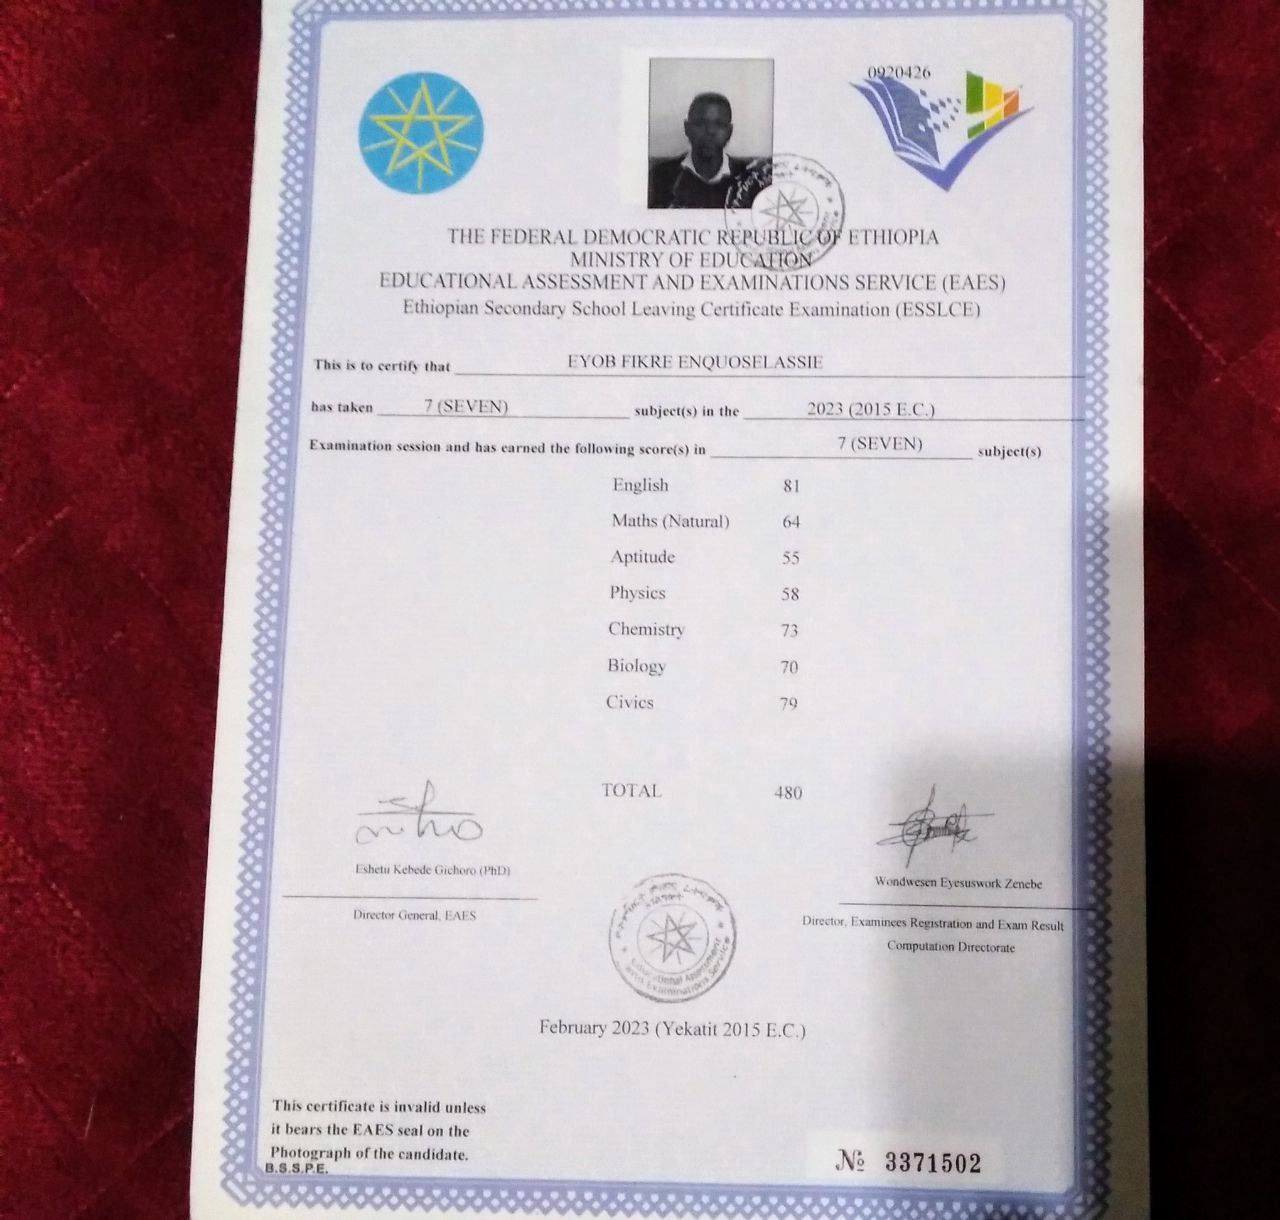 0920426
THE FEDERAL DEMOCRATIC REPUBLIC OF ETHIOPIA
MINISTRY OF EDUCATION
EDUCATIONAL ASSESSMENT AND EXAMINATIONS SERVICE (EAES)
Ethiopian Secondary School Leaving Certificate Examination (ESSLCE)
This is to certify that EYOB FIKRE ENQUOSELASSIE
has taken 7 (SEVEN) subject(s) in the 2023 (2015 E.C.)
Examination session and has earned the following score(s) in 7 (SEVEN) subject(s)
English 81
Maths (Natural) 64
Aptitude 55
Physics 58
Chemistry 73
Biology 70
Civics 79
TOTAL 480
Eshetu Kebede Gichoro (PhD)
Director General, EAES
Wondwesen Eyesuswork Zenebe
Director, Examinees Registration and Exam Result
Computation Directorate
Educational Assessment
and Examinations Service
February 2023 (Yekatit 2015 E.C.)
This certificate is invalid unless
it bears the EAES seal on the
Photograph of the candidate.
B.S.S.P.E.
№ 3371502